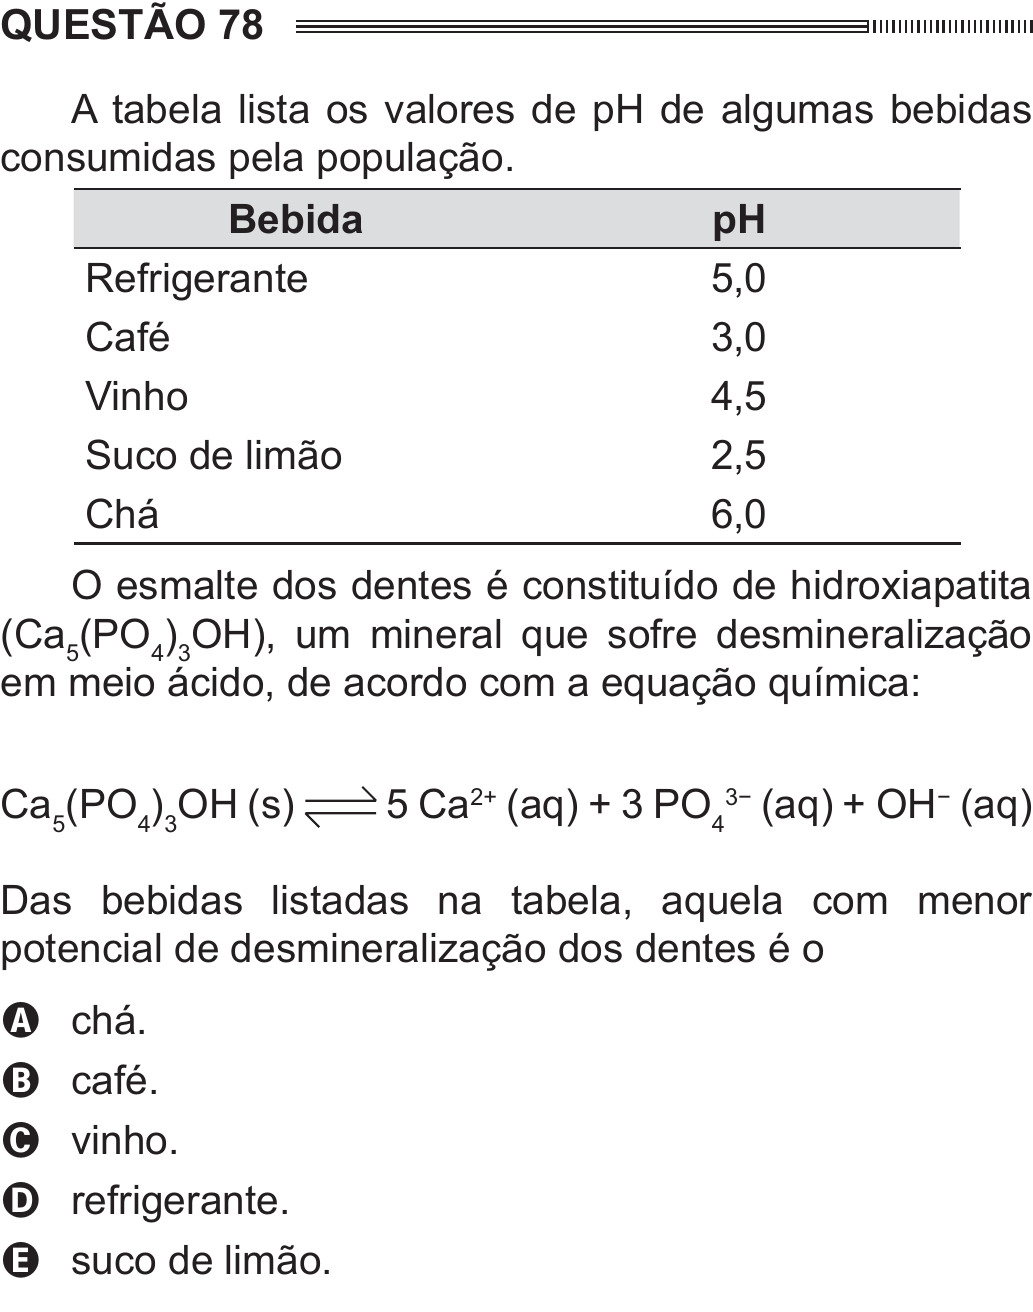 QUESTÃO 78
A tabela lista os valores de pH de algumas bebidas
consumidas pela população.
Bebida pH
Refrigerante 5,0
Café 3,0
Vinho 4,5
Suco de limão 2,5
Chá 6,0
O esmalte dos dentes é constituído de hidroxiapatita
(Ca₅(PO₄)₃OH), um mineral que sofre desmineralização
em meio ácido, de acordo com a equação química:
Ca₅(PO₄)₃OH (s) ⇌ 5 Ca²⁺ (aq) + 3 PO₄³⁻ (aq) + OH⁻ (aq)
Das bebidas listadas na tabela, aquela com menor
potencial de desmineralização dos dentes é o
A chá.
B café.
C vinho.
D refrigerante.
E suco de limão.